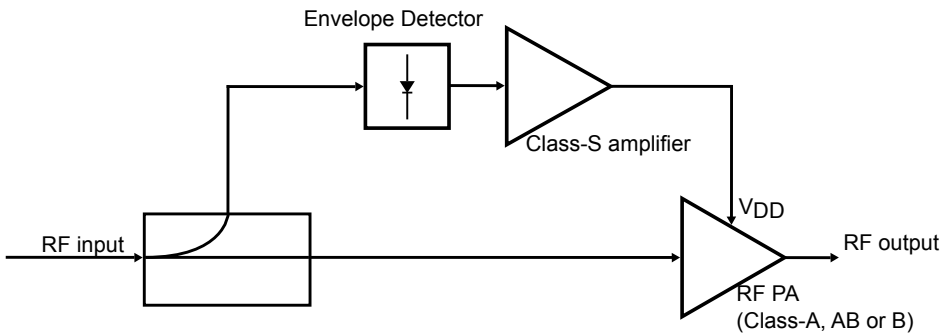 Envelope Detector
Class-S amplifier
VDD
RF input
RF output
RF PA
(Class-A, AB or B)